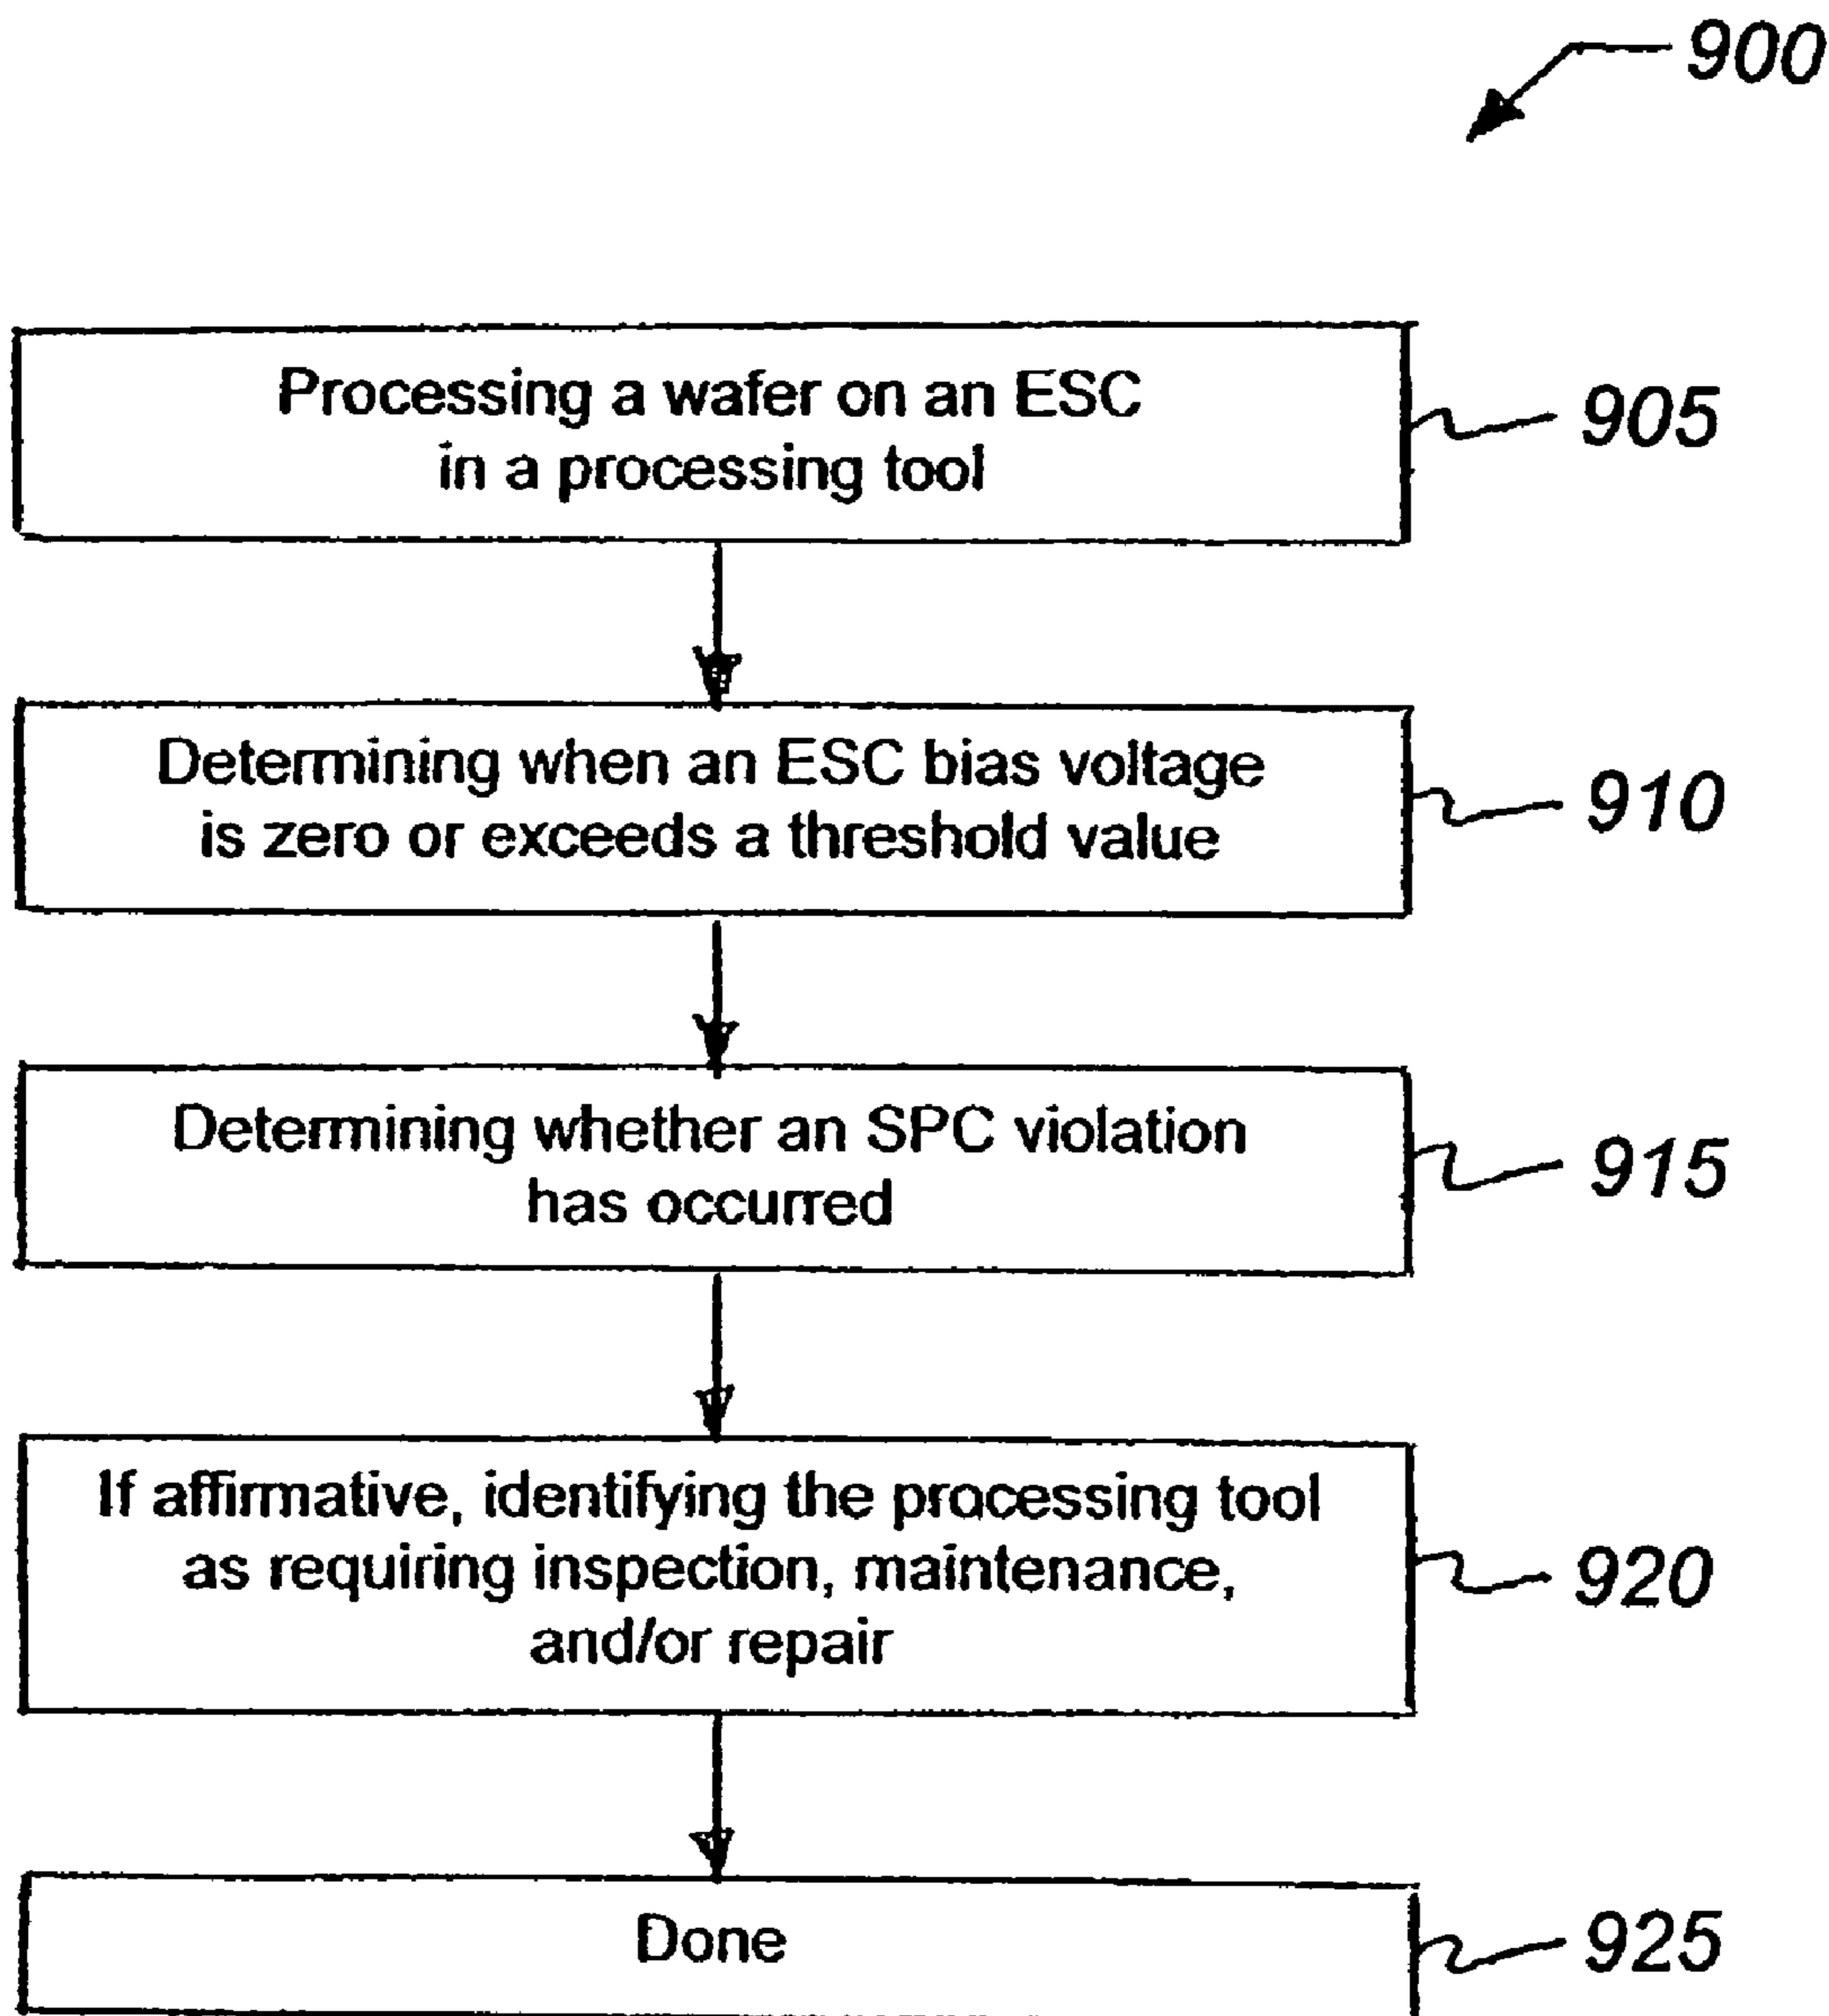 900
Processing a wafer on an ESC
in a processing tool
905
Determining when an ESC bias voltage
is zero or exceeds a threshold value
910
Determining whether an SPC violation
has occurred
915
If affirmative, identifying the processing tool
as requiring inspection, maintenance,
and/or repair
920
Done
925